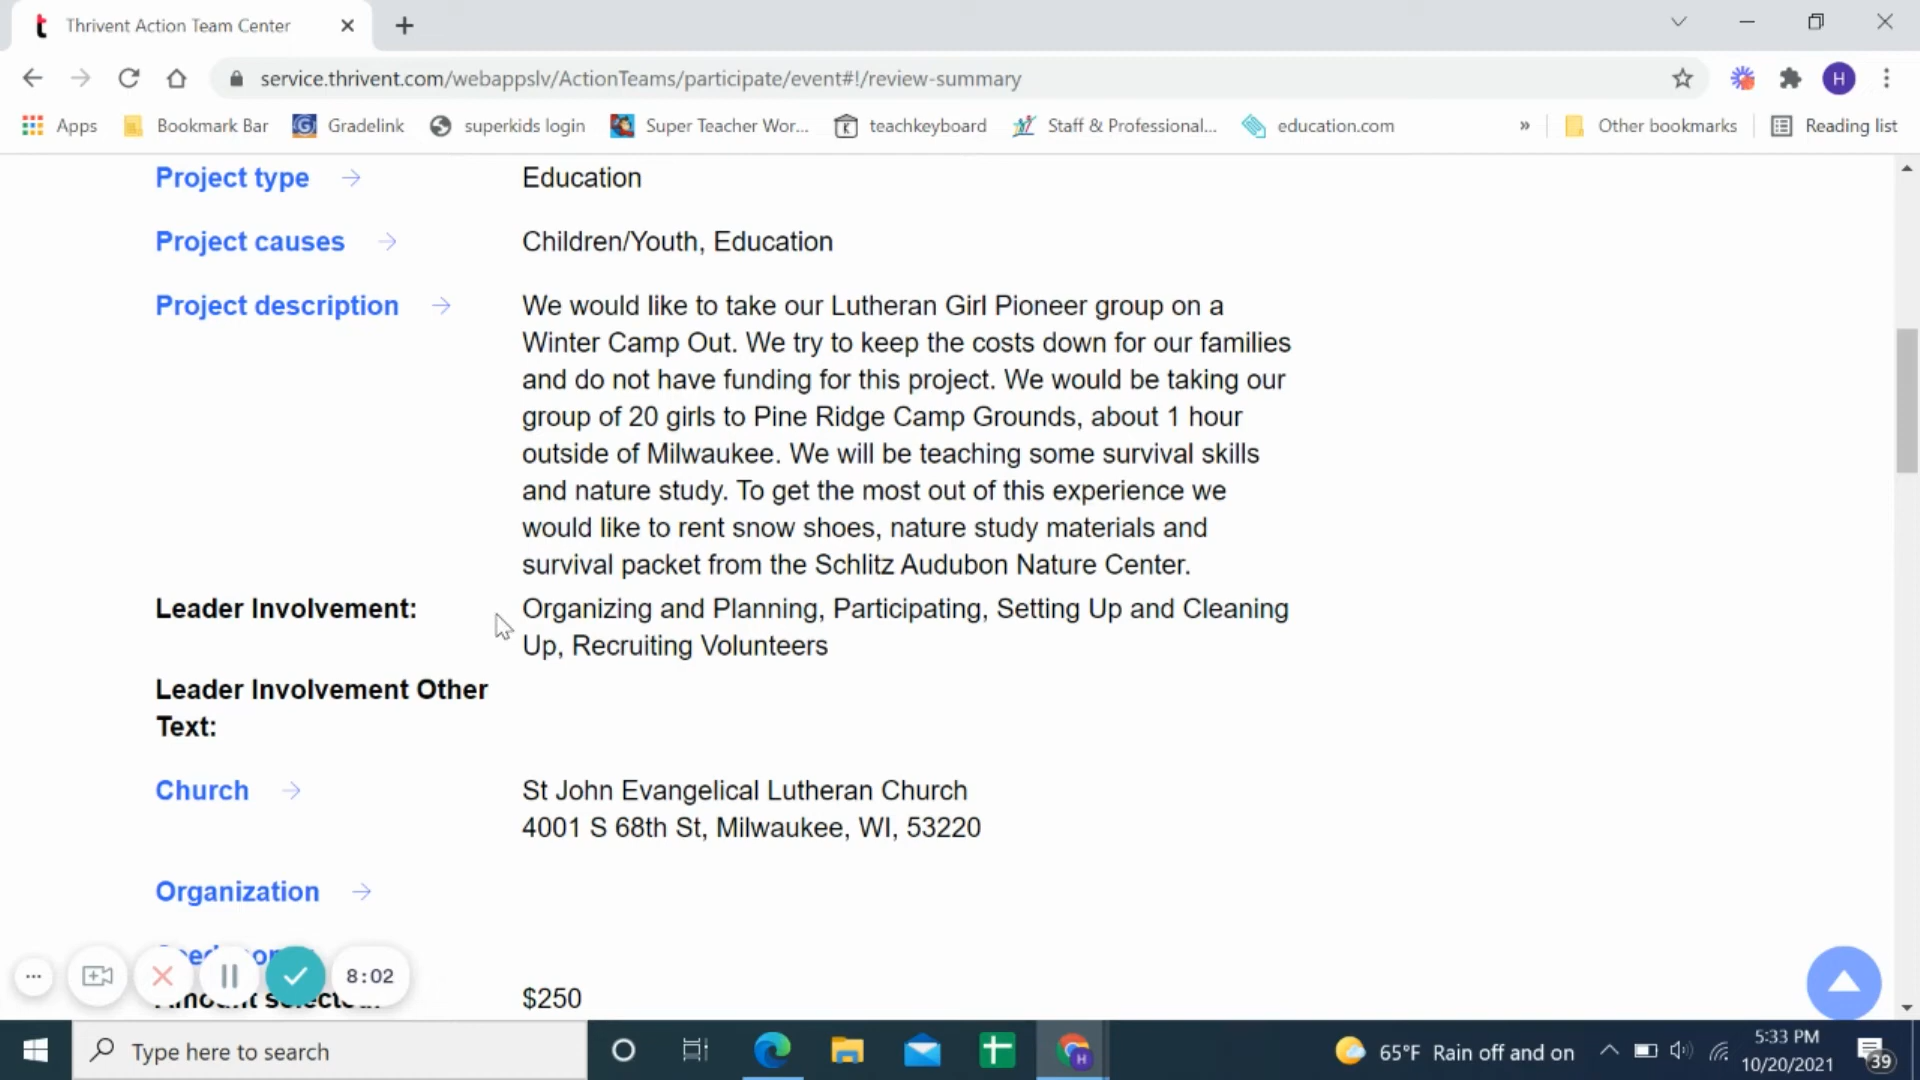 Thrivent Action Team Center
service.thrivent.com/webappslv/ActionTeams/participate/event#!/review-summary
H
Apps
Bookmark Bar
Gradelink
superkids login
Super Teacher Wor...
teachkeyboard
Staff & Professional...
education.com
»
Other bookmarks
Reading list
Project type → Education
Project causes → Children/Youth, Education
Project description → We would like to take our Lutheran Girl Pioneer group on a
Winter Camp Out. We try to keep the costs down for our families
and do not have funding for this project. We would be taking our
group of 20 girls to Pine Ridge Camp Grounds, about 1 hour
outside of Milwaukee. We will be teaching some survival skills
and nature study. To get the most out of this experience we
would like to rent snow shoes, nature study materials and
survival packet from the Schlitz Audubon Nature Center.
Leader Involvement: Organizing and Planning, Participating, Setting Up and Cleaning
Up, Recruiting Volunteers
Leader Involvement Other
Text:
Church → St John Evangelical Lutheran Church
4001 S 68th St, Milwaukee, WI, 53220
Organization →
8:02
$250
Type here to search
65°F Rain off and on
5:33 PM
10/20/2021
39